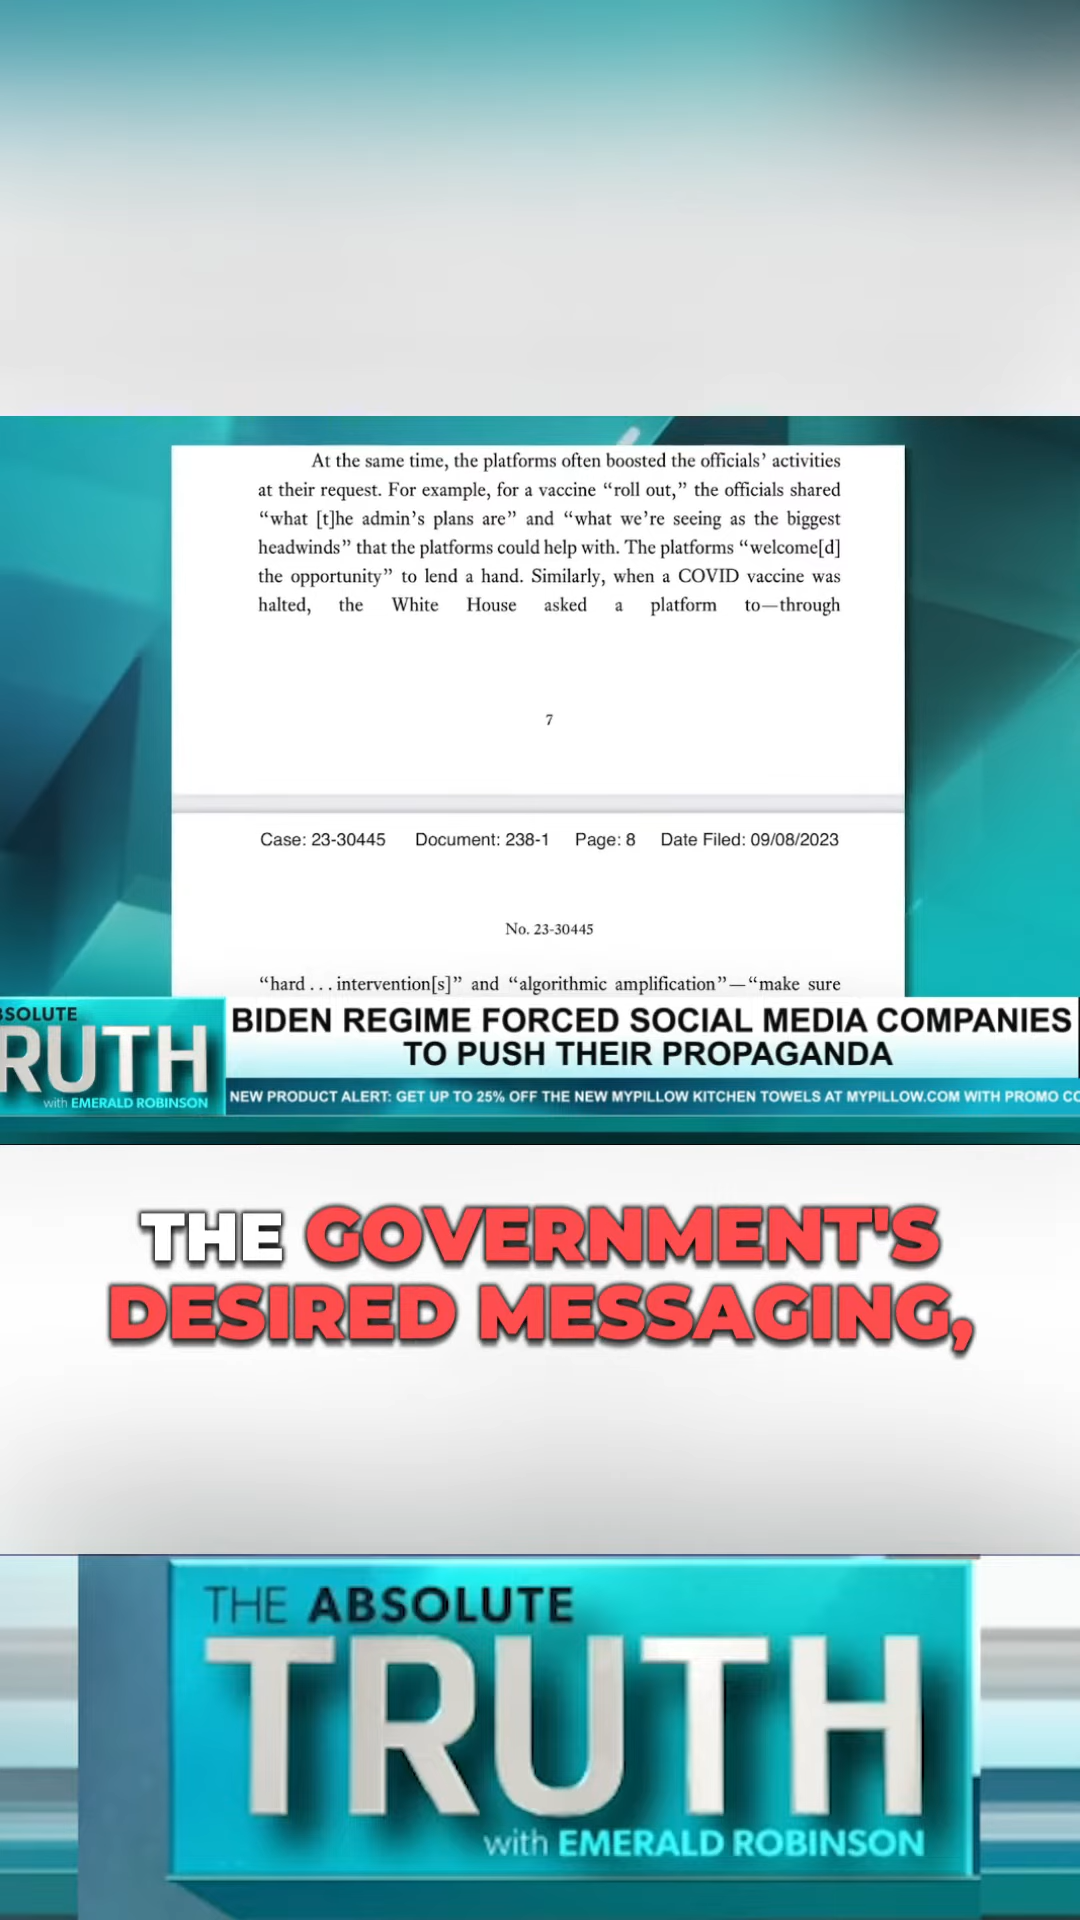 At the same time, the platforms often boosted the officials’ activities
at their request. For example, for a vaccine “roll out,” the officials shared
“what [t]he admin’s plans are” and “what we’re seeing as the biggest
headwinds” that the platforms could help with. The platforms “welcome[d]
the opportunity” to lend a hand. Similarly, when a COVID vaccine was
halted, the White House asked a platform to—through
7
Case: 23-30445 Document: 238-1 Page: 8 Date Filed: 09/08/2023
No. 23-30445
“hard . . . intervention[s]” and “algorithmic amplification”—“make sure
BSOLUTE
RUTH
with EMERALD ROBINSON
BIDEN REGIME FORCED SOCIAL MEDIA COMPANIES
TO PUSH THEIR PROPAGANDA
NEW PRODUCT ALERT: GET UP TO 25% OFF THE NEW MYPILLOW KITCHEN TOWELS AT MYPILLOW.COM WITH PROMO CO
THE GOVERNMENT'S
DESIRED MESSAGING,
THE ABSOLUTE
TRUTH
with EMERALD ROBINSON